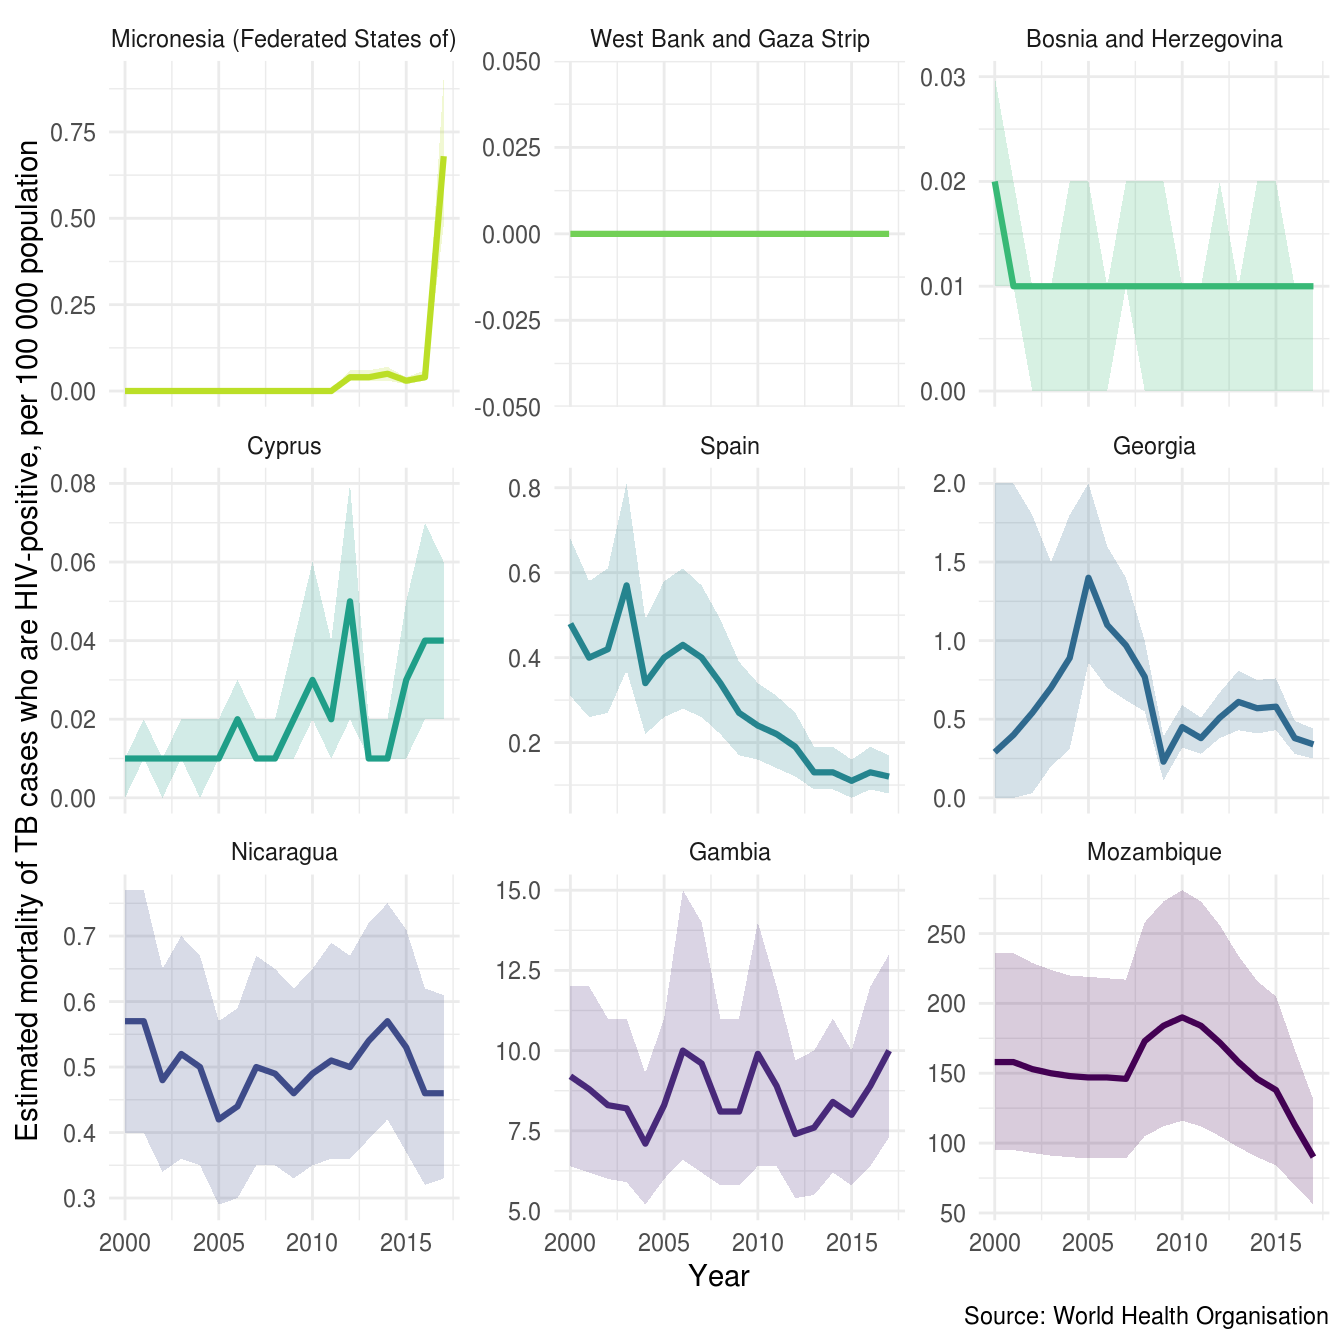 Micronesia (Federated States of)
West Bank and Gaza Strip
Bosnia and Herzegovina
0.75
0.50
0.25
0.00
0.050
0.025
0.000
-0.025
-0.050
0.03
0.02
0.01
0.00
Cyprus
Spain
Georgia
0.08
0.06
0.04
0.02
0.00
0.8
0.6
0.4
0.2
2.0
1.5
1.0
0.5
0.0
Nicaragua
Gambia
Mozambique
0.7
0.6
0.5
0.4
0.3
15.0
12.5
10.0
7.5
5.0
250
200
150
100
50
2000 2005 2010 2015
2000 2005 2010 2015
2000 2005 2010 2015
Estimated mortality of TB cases who are HIV-positive, per 100 000 population
Year
Source: World Health Organisation